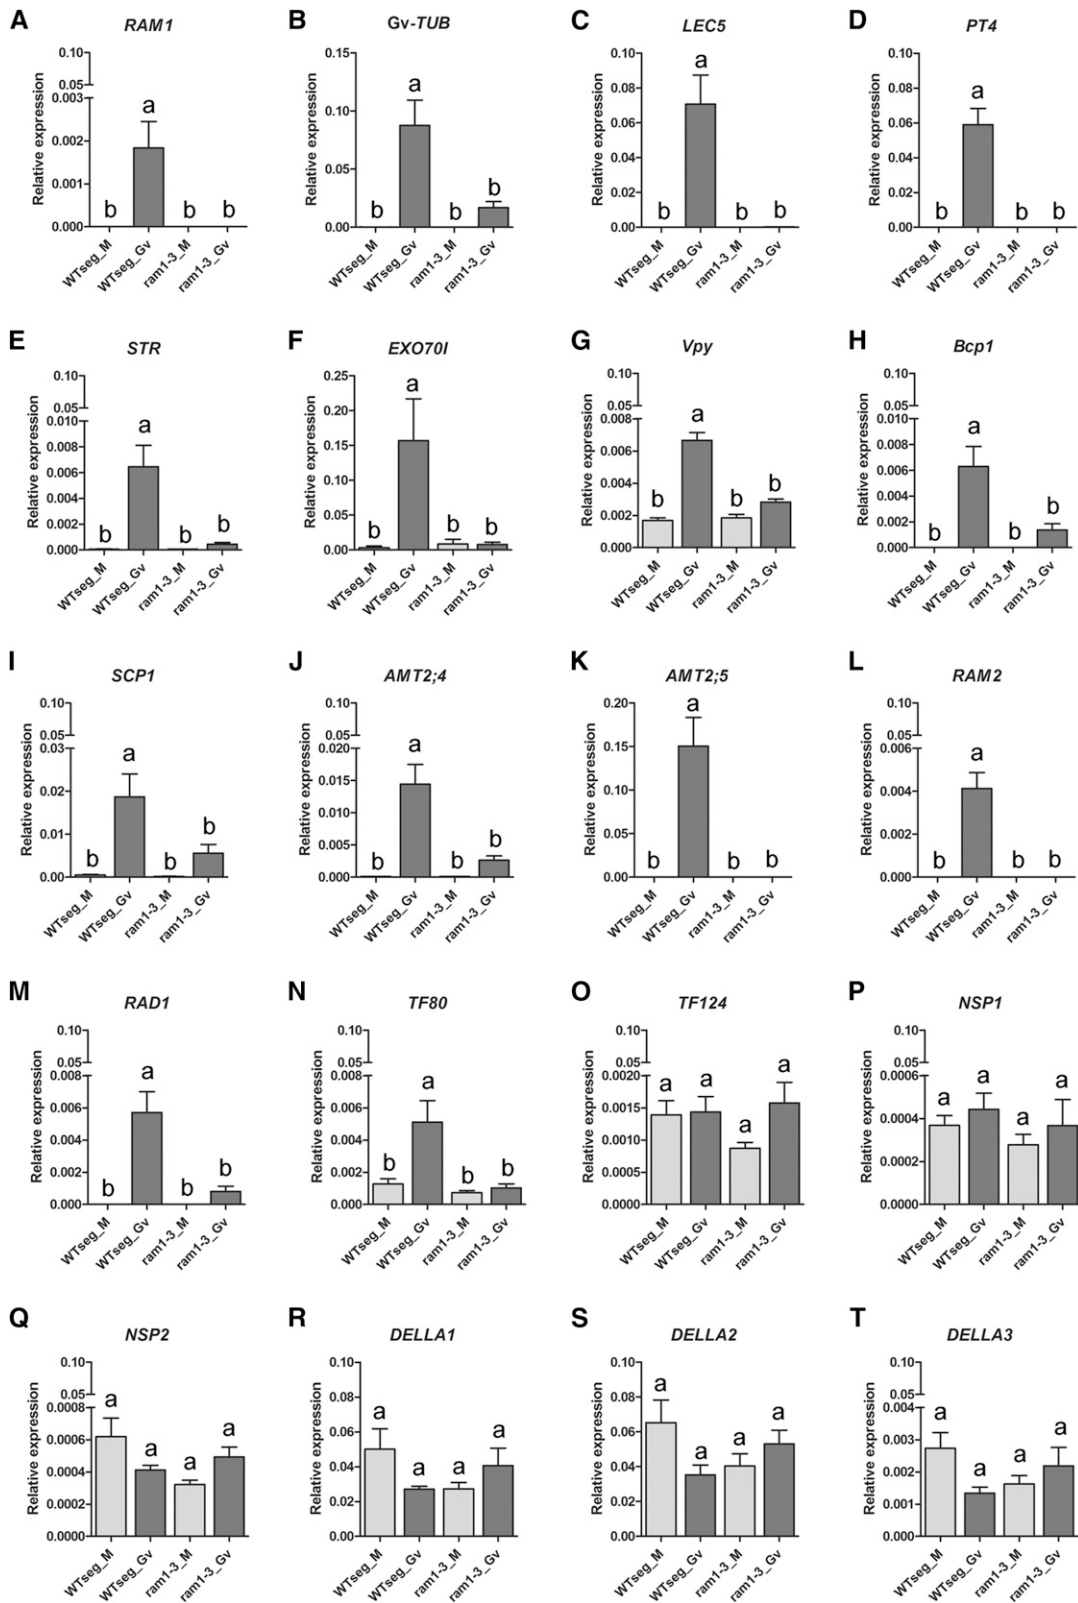 A
RAM1
Relative expression
0.10
0.05
0.003
0.002
0.001
0.000
b
a
b
b
WTseg_M
WTseg_Gv
ram1-3_M
ram1-3_Gv
B
Gv-TUB
Relative expression
0.15
0.10
0.05
0.00
b
a
b
b
WTseg_M
WTseg_Gv
ram1-3_M
ram1-3_Gv
C
LEC5
Relative expression
0.10
0.08
0.06
0.04
0.02
0.00
b
a
b
b
WTseg_M
WTseg_Gv
ram1-3_M
ram1-3_Gv
D
PT4
Relative expression
0.10
0.08
0.06
0.04
0.02
0.00
b
a
b
b
WTseg_M
WTseg_Gv
ram1-3_M
ram1-3_Gv
E
STR
Relative expression
0.10
0.05
0.010
0.008
0.006
0.004
0.002
0.000
b
a
b
b
WTseg_M
WTseg_Gv
ram1-3_M
ram1-3_Gv
F
EXO70I
Relative expression
0.25
0.20
0.15
0.10
0.05
0.00
b
a
b
b
WTseg_M
WTseg_Gv
ram1-3_M
ram1-3_Gv
G
Vpy
Relative expression
0.10
0.05
0.008
0.006
0.004
0.002
0.000
b
a
b
b
WTseg_M
WTseg_Gv
ram1-3_M
ram1-3_Gv
H
Bcp1
Relative expression
0.10
0.05
0.010
0.008
0.006
0.004
0.002
0.000
b
a
b
b
WTseg_M
WTseg_Gv
ram1-3_M
ram1-3_Gv
I
SCP1
Relative expression
0.10
0.05
0.03
0.02
0.01
0.00
b
a
b
b
WTseg_M
WTseg_Gv
ram1-3_M
ram1-3_Gv
J
AMT2;4
Relative expression
0.10
0.05
0.020
0.015
0.010
0.005
0.000
b
a
b
b
WTseg_M
WTseg_Gv
ram1-3_M
ram1-3_Gv
K
AMT2;5
Relative expression
0.20
0.15
0.10
0.05
0.00
b
a
b
b
WTseg_M
WTseg_Gv
ram1-3_M
ram1-3_Gv
L
RAM2
Relative expression
0.10
0.05
0.006
0.004
0.002
0.000
b
a
b
b
WTseg_M
WTseg_Gv
ram1-3_M
ram1-3_Gv
M
RAD1
Relative expression
0.10
0.05
0.008
0.006
0.004
0.002
0.000
b
a
b
b
WTseg_M
WTseg_Gv
ram1-3_M
ram1-3_Gv
N
TF80
Relative expression
0.10
0.05
0.008
0.006
0.004
0.002
0.000
b
a
b
b
WTseg_M
WTseg_Gv
ram1-3_M
ram1-3_Gv
O
TF124
Relative expression
0.10
0.05
0.0020
0.0015
0.0010
0.0005
0.0000
a
a
a
a
WTseg_M
WTseg_Gv
ram1-3_M
ram1-3_Gv
P
NSP1
Relative expression
0.10
0.05
0.0006
0.0004
0.0002
0.0000
a
a
a
a
WTseg_M
WTseg_Gv
ram1-3_M
ram1-3_Gv
Q
NSP2
Relative expression
0.10
0.05
0.0008
0.0006
0.0004
0.0002
0.0000
a
a
a
a
WTseg_M
WTseg_Gv
ram1-3_M
ram1-3_Gv
R
DELLA1
Relative expression
0.10
0.08
0.06
0.04
0.02
0.00
a
a
a
a
WTseg_M
WTseg_Gv
ram1-3_M
ram1-3_Gv
S
DELLA2
Relative expression
0.10
0.08
0.06
0.04
0.02
0.00
a
a
a
a
WTseg_M
WTseg_Gv
ram1-3_M
ram1-3_Gv
T
DELLA3
Relative expression
0.10
0.05
0.004
0.003
0.002
0.001
0.000
a
a
a
a
WTseg_M
WTseg_Gv
ram1-3_M
ram1-3_Gv